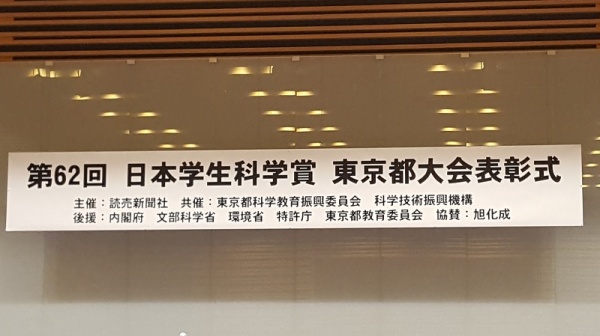 第62回 日本学生科学賞 東京都大会表彰式
主催：読売新聞社 共催：東京都科学教育振興委員会 科学技術振興機構
後援：内閣府 文部科学省 環境省 特許庁 東京都教育委員会 協賛：旭化成